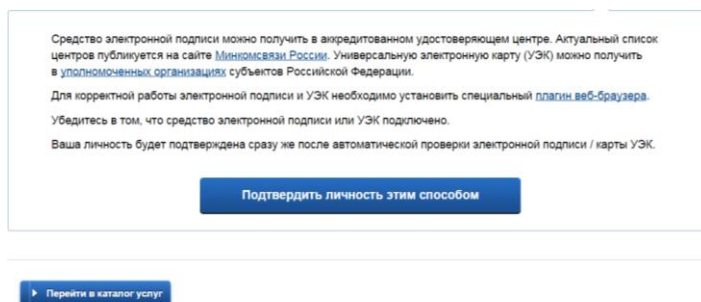 Средство электронной подписи можно получить в аккредитованном удостоверяющем центре. Актуальный список
центров публикуется на сайте Минкомсвязи России. Универсальную электронную карту (УЭК) можно получить
в уполномоченных организациях субъектов Российской Федерации.
Для корректной работы электронной подписи и УЭК необходимо установить специальный плагин веб-браузера.
Убедитесь в том, что средство электронной подписи или УЭК подключено.
Ваша личность будет подтверждена сразу же после автоматической проверки электронной подписи / карты УЭК.
Подтвердить личность этим способом
Перейти в каталог услуг